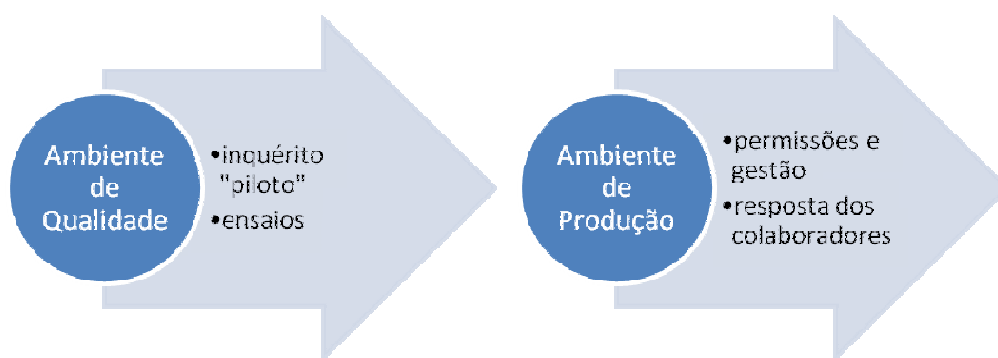 Ambiente
de
Qualidade
•inquérito
"piloto"
•ensaios
Ambiente
de
Produção
•permissões e
gestão
•resposta dos
colaboradores